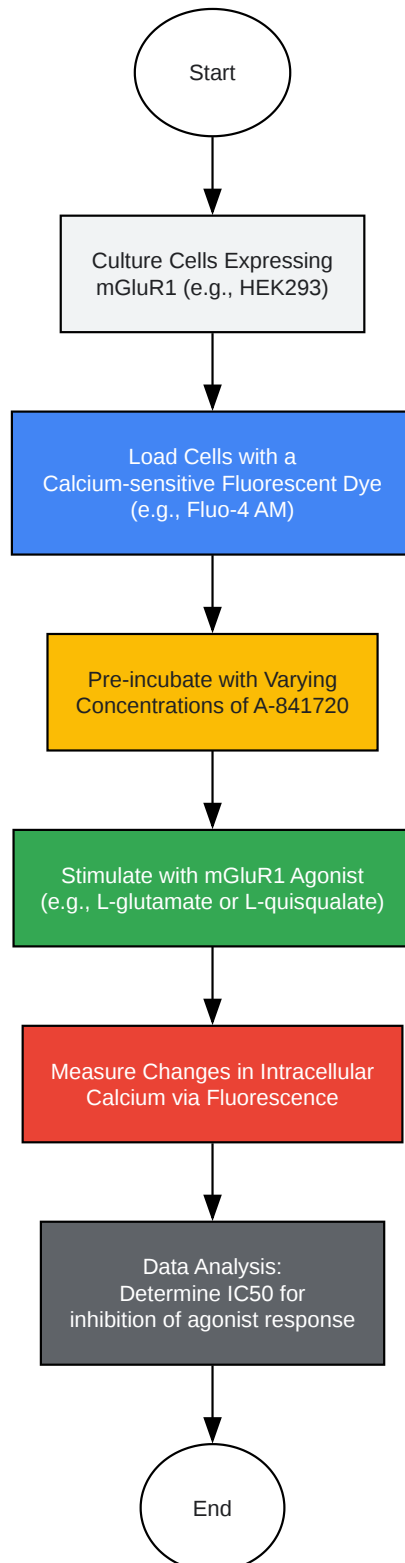 Start
Culture Cells Expressing
mGluR1 (e.g., HEK293)
Load Cells with a
Calcium-sensitive Fluorescent Dye
(e.g., Fluo-4 AM)
Pre-incubate with Varying
Concentrations of A-841720
Stimulate with mGluR1 Agonist
(e.g., L-glutamate or L-quisqualate)
Measure Changes in Intracellular
Calcium via Fluorescence
Data Analysis:
Determine IC50 for
inhibition of agonist response
End